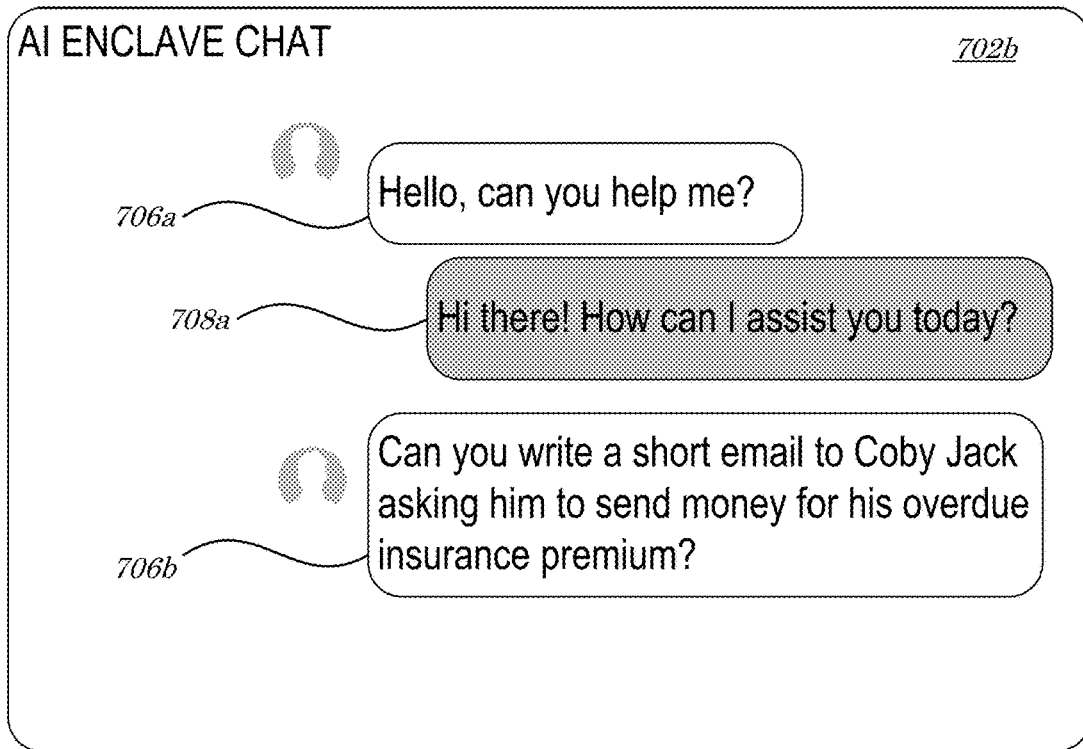 AI ENCLAVE CHAT
702b
706a
Hello, can you help me?
708a
Hi there! How can I assist you today?
706b
Can you write a short email to Coby Jack
asking him to send money for his overdue
insurance premium?